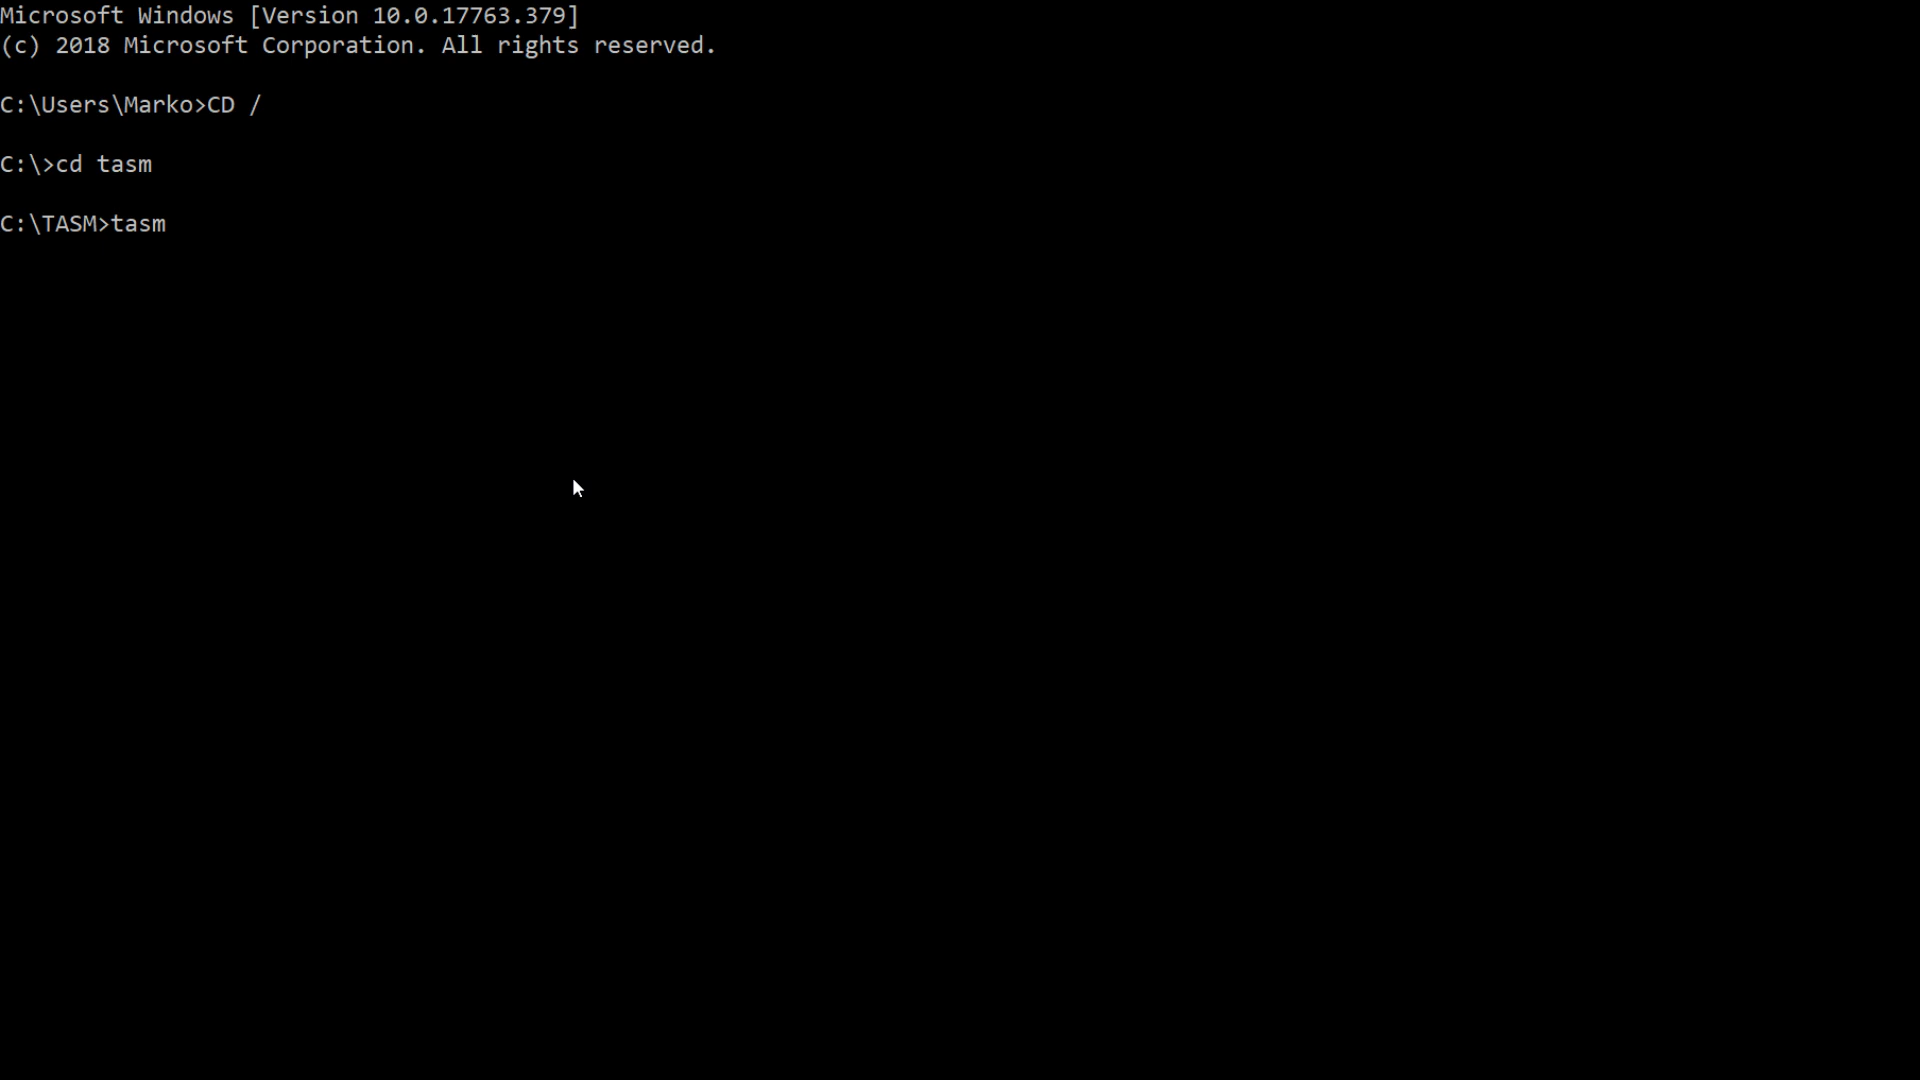 Microsoft Windows [Version 10.0.17763.379]
(c) 2018 Microsoft Corporation. All rights reserved.
C:\Users\Marko>CD /
C:\>cd tasm
C:\TASM>tasm